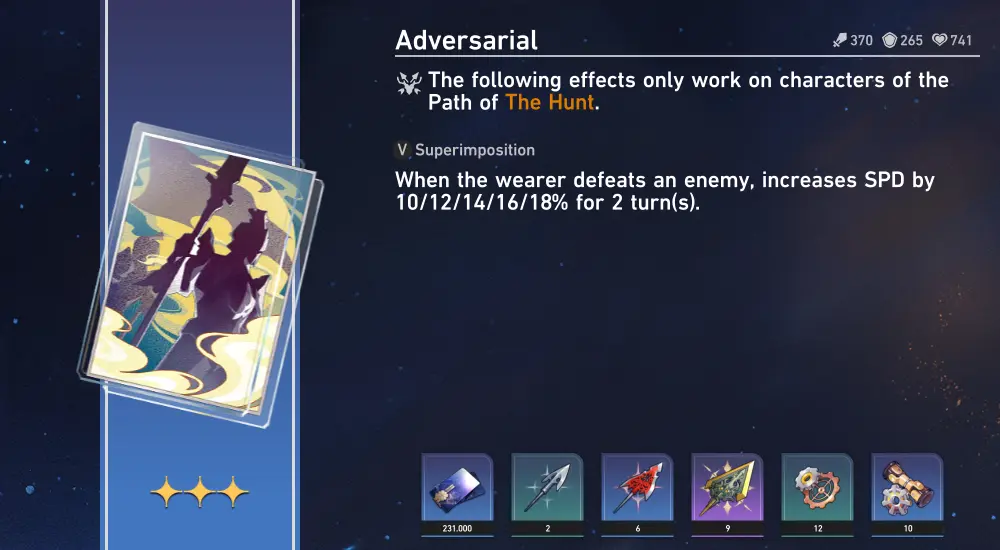 Adversarial
370 265 741
The following effects only work on characters of the
Path of The Hunt.
V Superimposition
When the wearer defeats an enemy, increases SPD by
10/12/14/16/18% for 2 turn(s).
231.000 2 6 9 12 10